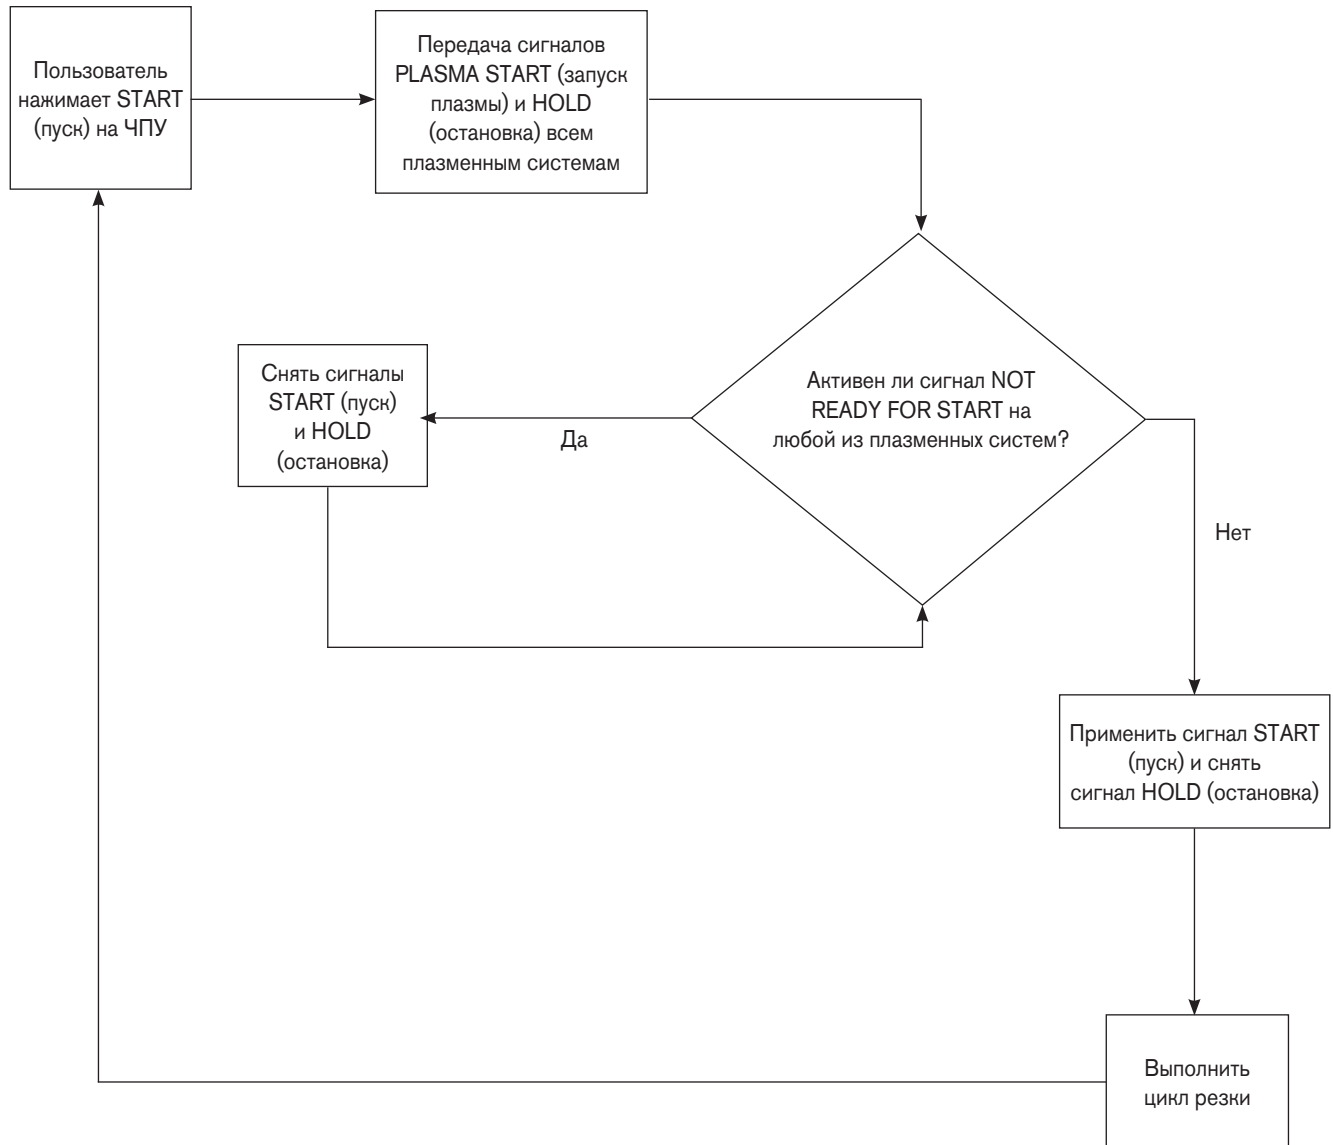 Пользователь
нажимает START
(пуск) на ЧПУ
Передача сигналов
PLASMA START (запуск
плазмы) и HOLD
(остановка) всем
плазменным системам
Снять сигналы
START (пуск)
и HOLD
(остановка)
Да
Активен ли сигнал NOT
READY FOR START на
любой из плазменных систем?
Нет
Применить сигнал START
(пуск) и снять
сигнал HOLD (остановка)
Выполнить
цикл резки